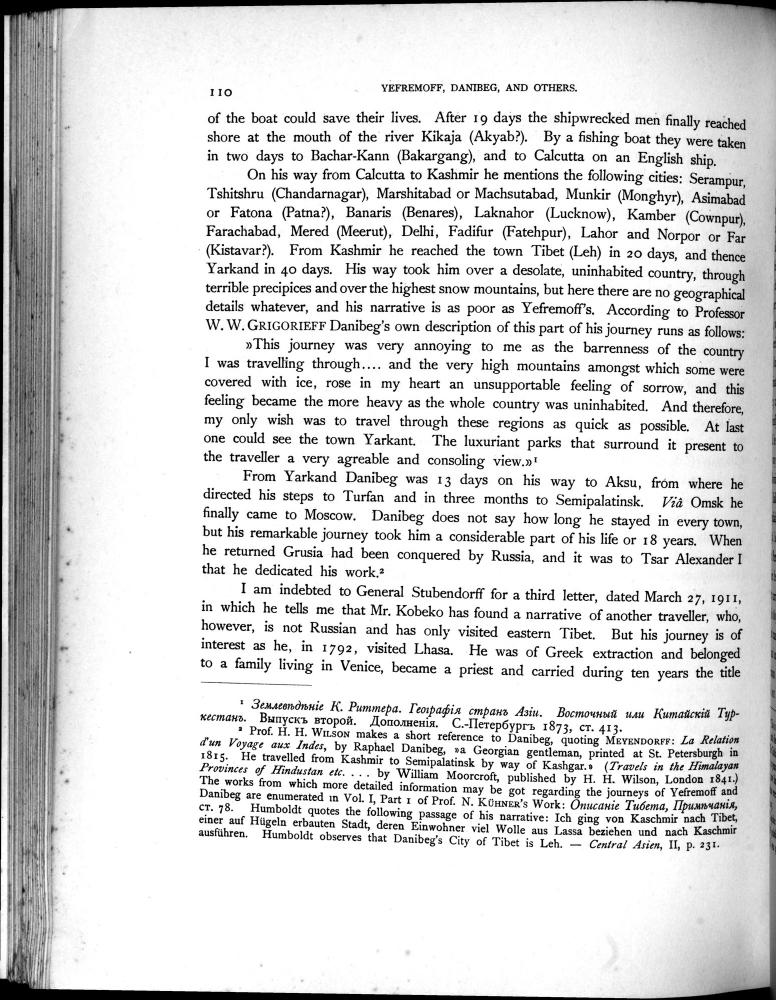 110
YEFREMOFF, DANIBEG, AND OTHERS.
of the boat could save their lives. After 19 days the shipwrecked men finally reached
shore at the mouth of the river Kikaja (Akyab?). By a fishing boat they were taken
in two days to Bachar-Kann (Bakargang), and to Calcutta on an English ship.
On his way from Calcutta to Kashmir he mentions the following cities: Serampur,
Tshitshru (Chandarnagar), Marshitabad or Machsutabad, Munkir (Monghyr), Asimabad
or Fatona (Patna?), Banaris (Benares), Laknahor (Lucknow), Kamber (Cownpur),
Farachabad, Mered (Meerut), Delhi, Fadifur (Fatehpur), Lahor and Norpor or Far
(Kistavar?). From Kashmir he reached the town Tibet (Leh) in 20 days, and thence
Yarkand in 40 days. His way took him over a desolate, uninhabited country, through
terrible precipices and over the highest snow mountains, but here there are no geographical
details whatever, and his narrative is as poor as Yefremoff's. According to Professor
W. W. GRIGORIEFF Danibeg's own description of this part of his journey runs as follows:
»This journey was very annoying to me as the barrenness of the country
I was travelling through.... and the very high mountains amongst which some were
covered with ice, rose in my heart an unsupportable feeling of sorrow, and this
feeling became the more heavy as the whole country was uninhabited. And therefore,
my only wish was to travel through these regions as quick as possible. At last
one could see the town Yarkant. The luxuriant parks that surround it present to
the traveller a very agreable and consoling view.»¹
From Yarkand Danibeg was 13 days on his way to Aksu, from where he
directed his steps to Turfan and in three months to Semipalatinsk. Viâ Omsk he
finally came to Moscow. Danibeg does not say how long he stayed in every town,
but his remarkable journey took him a considerable part of his life or 18 years. When
he returned Grusia had been conquered by Russia, and it was to Tsar Alexander I
that he dedicated his work.²
I am indebted to General Stubendorff for a third letter, dated March 27, 1911,
in which he tells me that Mr. Kobeko has found a narrative of another traveller, who,
however, is not Russian and has only visited eastern Tibet. But his journey is of
interest as he, in 1792, visited Lhasa. He was of Greek extraction and belonged
to a family living in Venice, became a priest and carried during ten years the title
¹ Землевѣдѣніе К. Риттера. Географія странъ Азіи. Восточный или Китайскій Тур-
кестанъ. Выпускъ второй. Дополненія. С.-Петербургъ 1873, ст. 413.
² Prof. H. H. WILSON makes a short reference to Danibeg, quoting MEYENDORFF: La Relation
d'un Voyage aux Indes, by Raphael Danibeg, »a Georgian gentleman, printed at St. Petersburgh in
1815. He travelled from Kashmir to Semipalatinsk by way of Kashgar.» (Travels in the Himalayan
Provinces of Hindustan etc. . . . by William Moorcroft, published by H. H. Wilson, London 1841.)
The works from which more detailed information may be got regarding the journeys of Yefremoff and
Danibeg are enumerated in Vol. I, Part 1 of Prof. N. KÜHNER's Work: Описаніе Тибета, Примѣчанія,
ст. 78. Humboldt quotes the following passage of his narrative: Ich ging von Kaschmir nach Tibet,
einer auf Hügeln erbauten Stadt, deren Einwohner viel Wolle aus Lassa beziehen und nach Kaschmir
ausführen. Humboldt observes that Danibeg's City of Tibet is Leh. — Central Asien, II, p. 231.